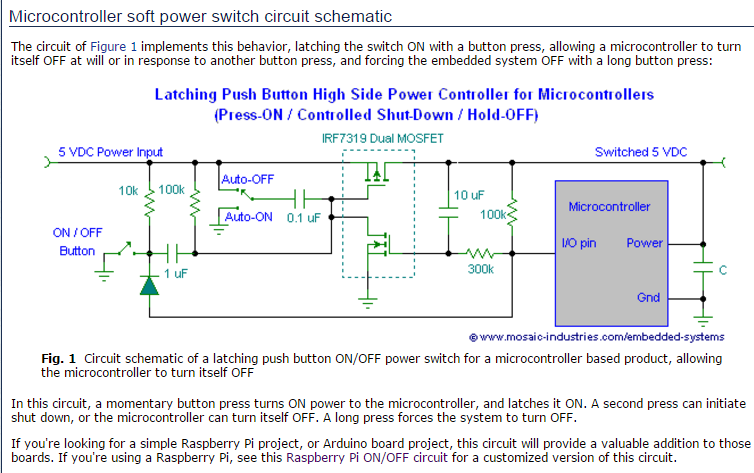 Microcontroller soft power switch circuit schematic
The circuit of Figure 1 implements this behavior, latching the switch ON with a button press, allowing a microcontroller to turn
itself OFF at will or in response to another button press, and forcing the embedded system OFF with a long button press:
Latching Push Button High Side Power Controller for Microcontrollers
(Press-ON / Controlled Shut-Down / Hold-OFF)
IRF7319 Dual MOSFET
5 VDC Power Input
Switched 5 VDC
Auto-OFF
10k
100k
10 uF
Microcontroller
Auto-ON
0.1 uF
100k
ON / OFF
Button
I/O pin
Power
1 uF
300k
C
Gnd
©www.mosaic-industries.com/embedded-systems
Fig. 1 Circuit schematic of a latching push button ON/OFF power switch for a microcontroller based product, allowing
the microcontroller to turn itself OFF
In this circuit, a momentary button press turns ON power to the microcontroller, and latches it ON. A second press can initiate
shut down, or the microcontroller can turn itself OFF. A long press forces the system to turn OFF.
If you're looking for a simple Raspberry Pi project, or Arduino board project, this circuit will provide a valuable addition to those
boards. If you're using a Raspberry Pi, see this Raspberry Pi ON/OFF circuit for a customized version of this circuit.